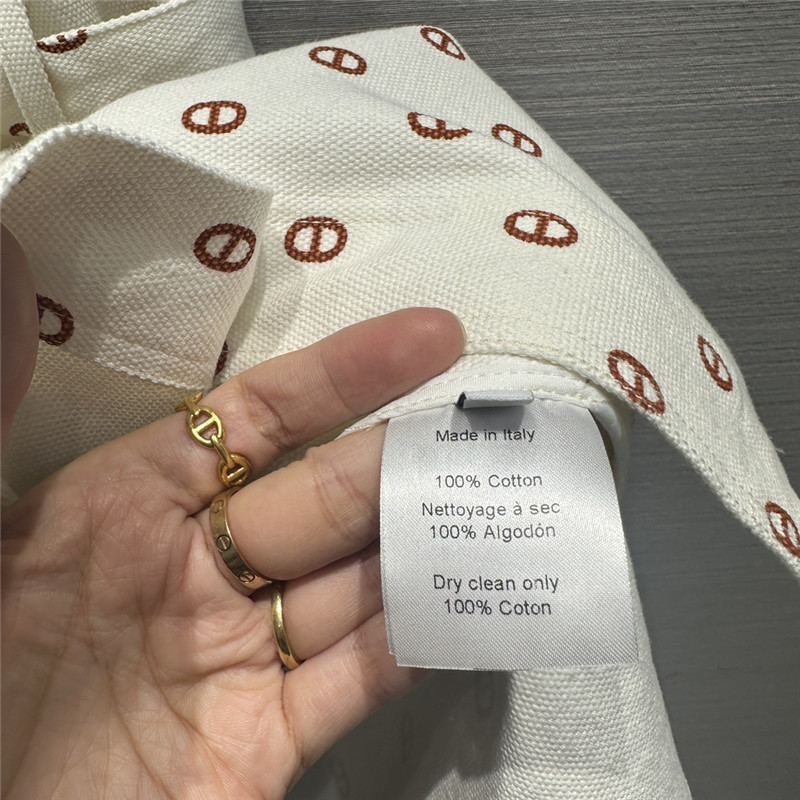 Made in Italy
100% Cotton
Nettoyage à sec
100% Algodón
Dry clean only
100% Coton